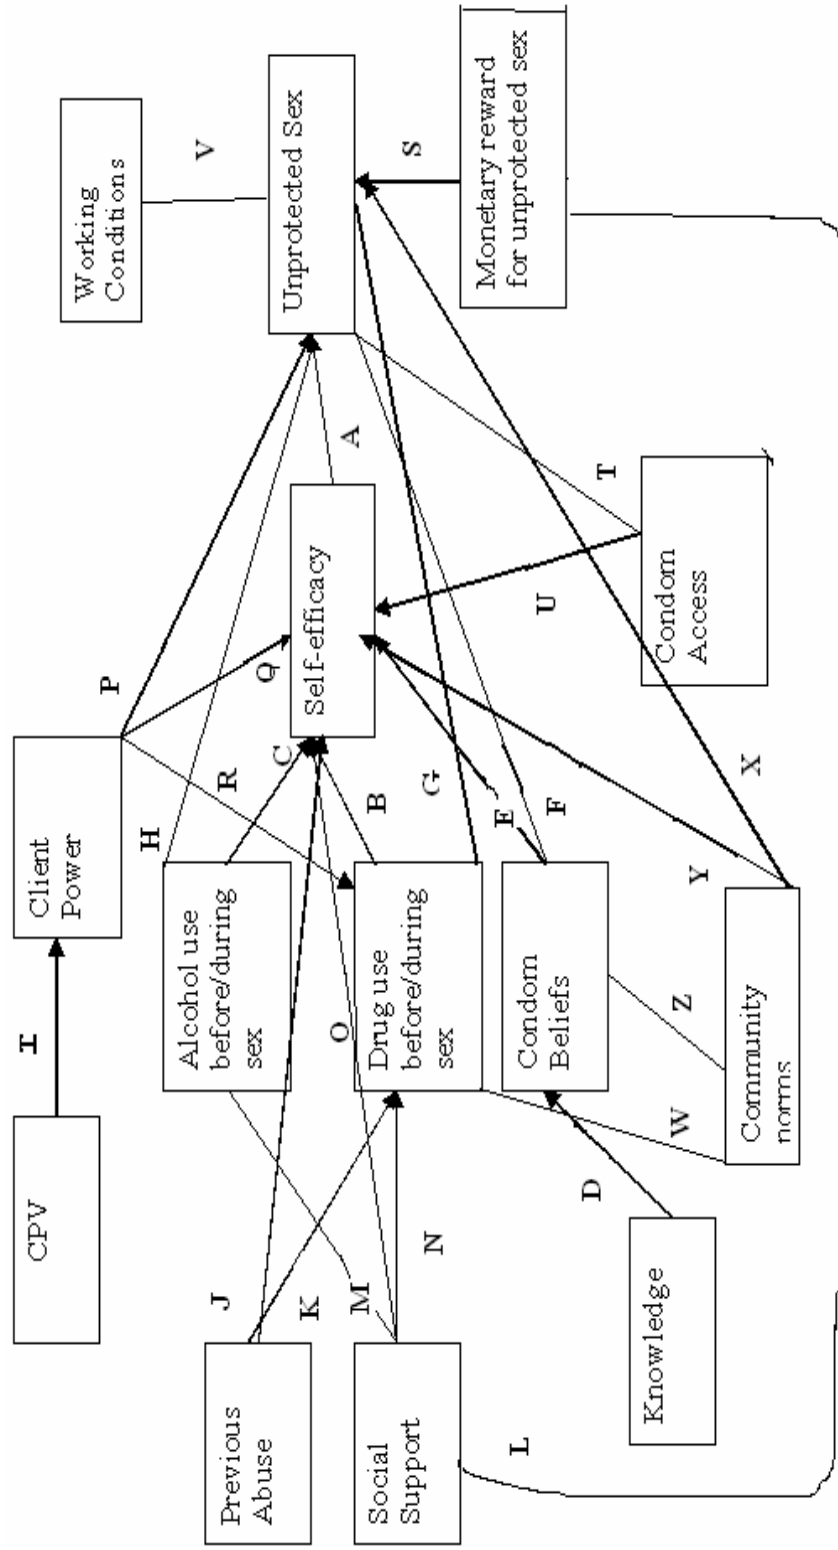 CPV
I
Client
Power
P
Working
Conditions
V
H
Alcohol use
before/during
sex
R
C
Q
Self-efficacy
A
Unprotected Sex
Previous
Abuse
J
K
M
O
Social
Support
N
Drug use
before/during
sex
B
G
S
Monetary reward
for unprotected sex
Condom
Beliefs
E
F
U
T
Condom
Access
L
Knowledge
D
W
Z
Y
X
Community
norms